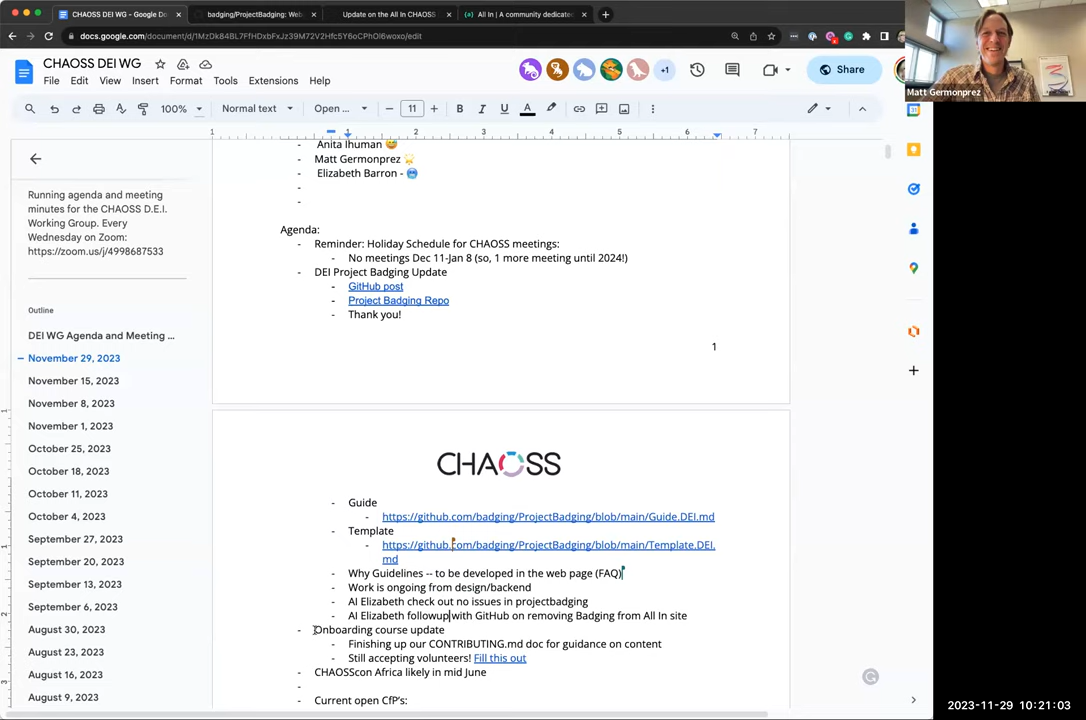 CHAOSS DEI WG - Google Do
badging/ProjectBadging: Web
Update on the All In CHAOSS
All In | A community dedicate
docs.google.com/document/d/1MzDk84BL7FfHDxbFxJz39M72V2Hfc5Y6oCPhOl6woxo/edit
CHAOSS DEI WG
File Edit View Insert Format Tools Extensions Help
+1
Share
Matt Germonprez
100% Normal text Open ... 11
1 1 2 3 4 5 6 7
Running agenda and meeting
minutes for the CHAOSS D.E.I.
Working Group. Every
Wednesday on Zoom:
https://zoom.us/j/4998687533
Outline
DEI WG Agenda and Meeting ...
November 29, 2023
November 15, 2023
November 8, 2023
November 1, 2023
October 25, 2023
October 18, 2023
October 11, 2023
October 4, 2023
September 27, 2023
September 20, 2023
September 13, 2023
September 6, 2023
August 30, 2023
August 23, 2023
August 16, 2023
August 9, 2023
- Anita Ihuman
- Matt Germonprez
- Elizabeth Barron -
-
-
Agenda:
- Reminder: Holiday Schedule for CHAOSS meetings:
- No meetings Dec 11-Jan 8 (so, 1 more meeting until 2024!)
- DEI Project Badging Update
- GitHub post
- Project Badging Repo
- Thank you!
1
CHAOSS
- Guide
- https://github.com/badging/ProjectBadging/blob/main/Guide.DEI.md
- Template
- https://github.com/badging/ProjectBadging/blob/main/Template.DEI.
md
- Why Guidelines -- to be developed in the web page (FAQ)
- Work is ongoing from design/backend
- AI Elizabeth check out no issues in projectbadging
- AI Elizabeth followup with GitHub on removing Badging from All In site
- Onboarding course update
- Finishing up our CONTRIBUTING.md doc for guidance on content
- Still accepting volunteers! Fill this out
- CHAOSScon Africa likely in mid June
-
- Current open CfP's:
2023-11-29 10:21:03